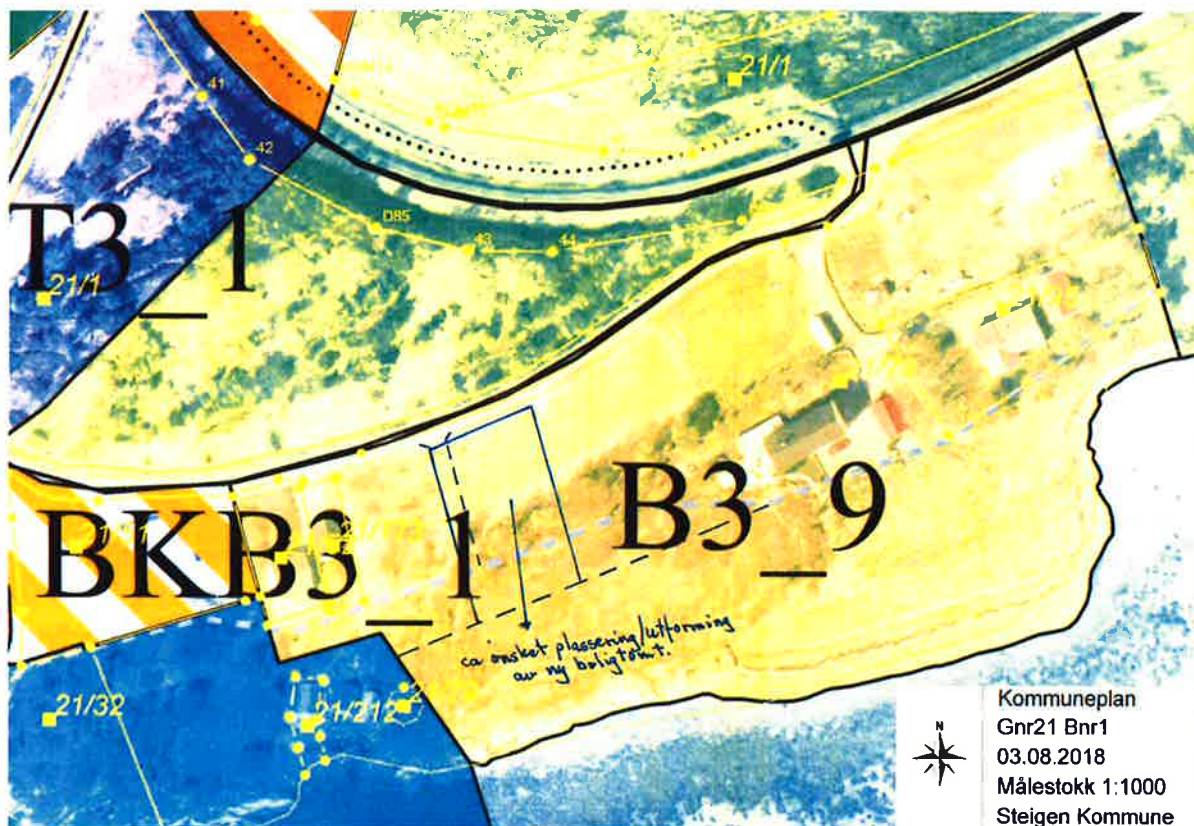 21/1
41
42
D85
43
44
T3_1
21/1
BKB3_1
B3_9
ca ønsket plassering/utforming
av ny boligtomt.
21/32
21/212
N
Kommuneplan
Gnr21 Bnr1
03.08.2018
Målestokk 1:1000
Steigen Kommune